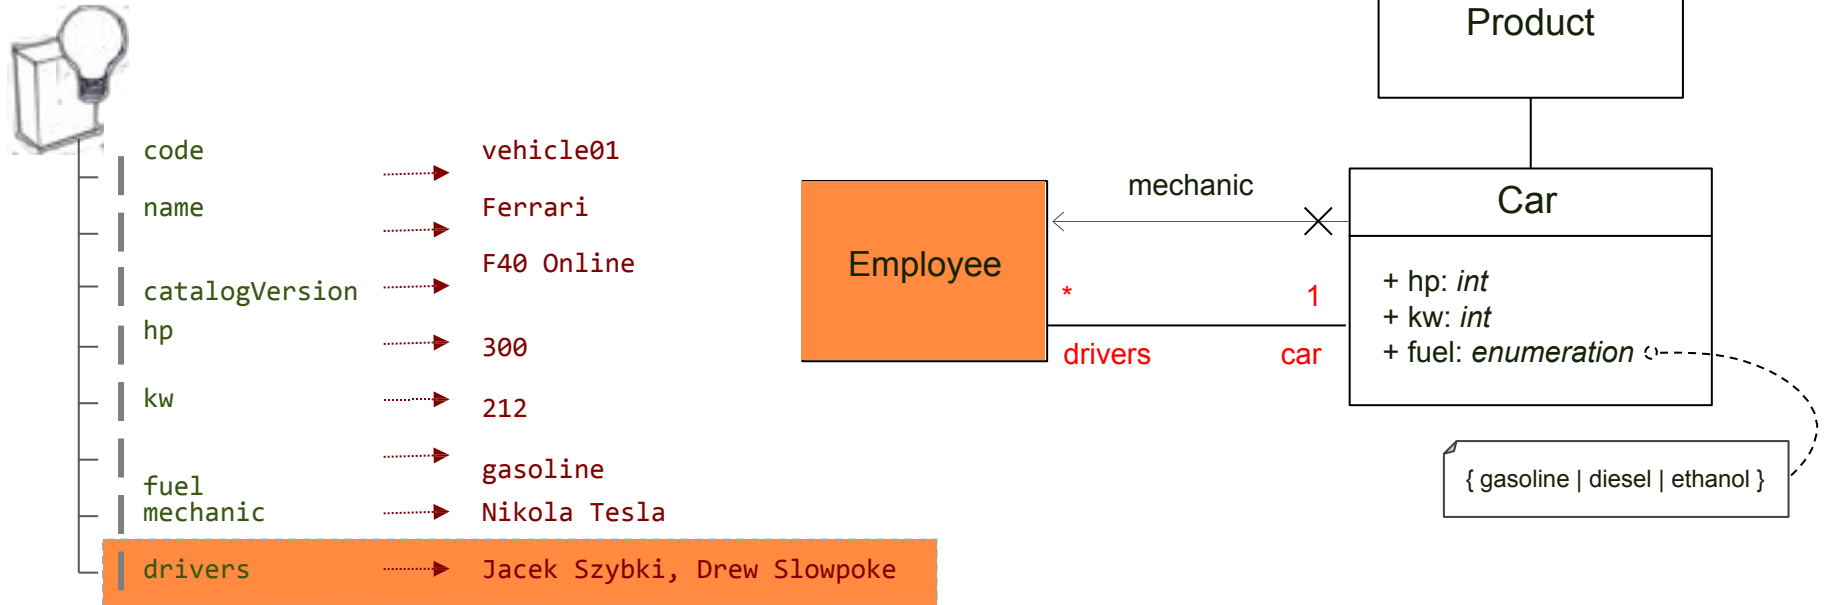 code vehicle01
name Ferrari
F40 Online
catalogVersion
hp
300
kw
212
gasoline
fuel
mechanic Nikola Tesla
drivers Jacek Szybki, Drew Slowpoke
Product
mechanic
Car
Employee
* 1
drivers car
+ hp: int
+ kw: int
+ fuel: enumeration
{ gasoline | diesel | ethanol }